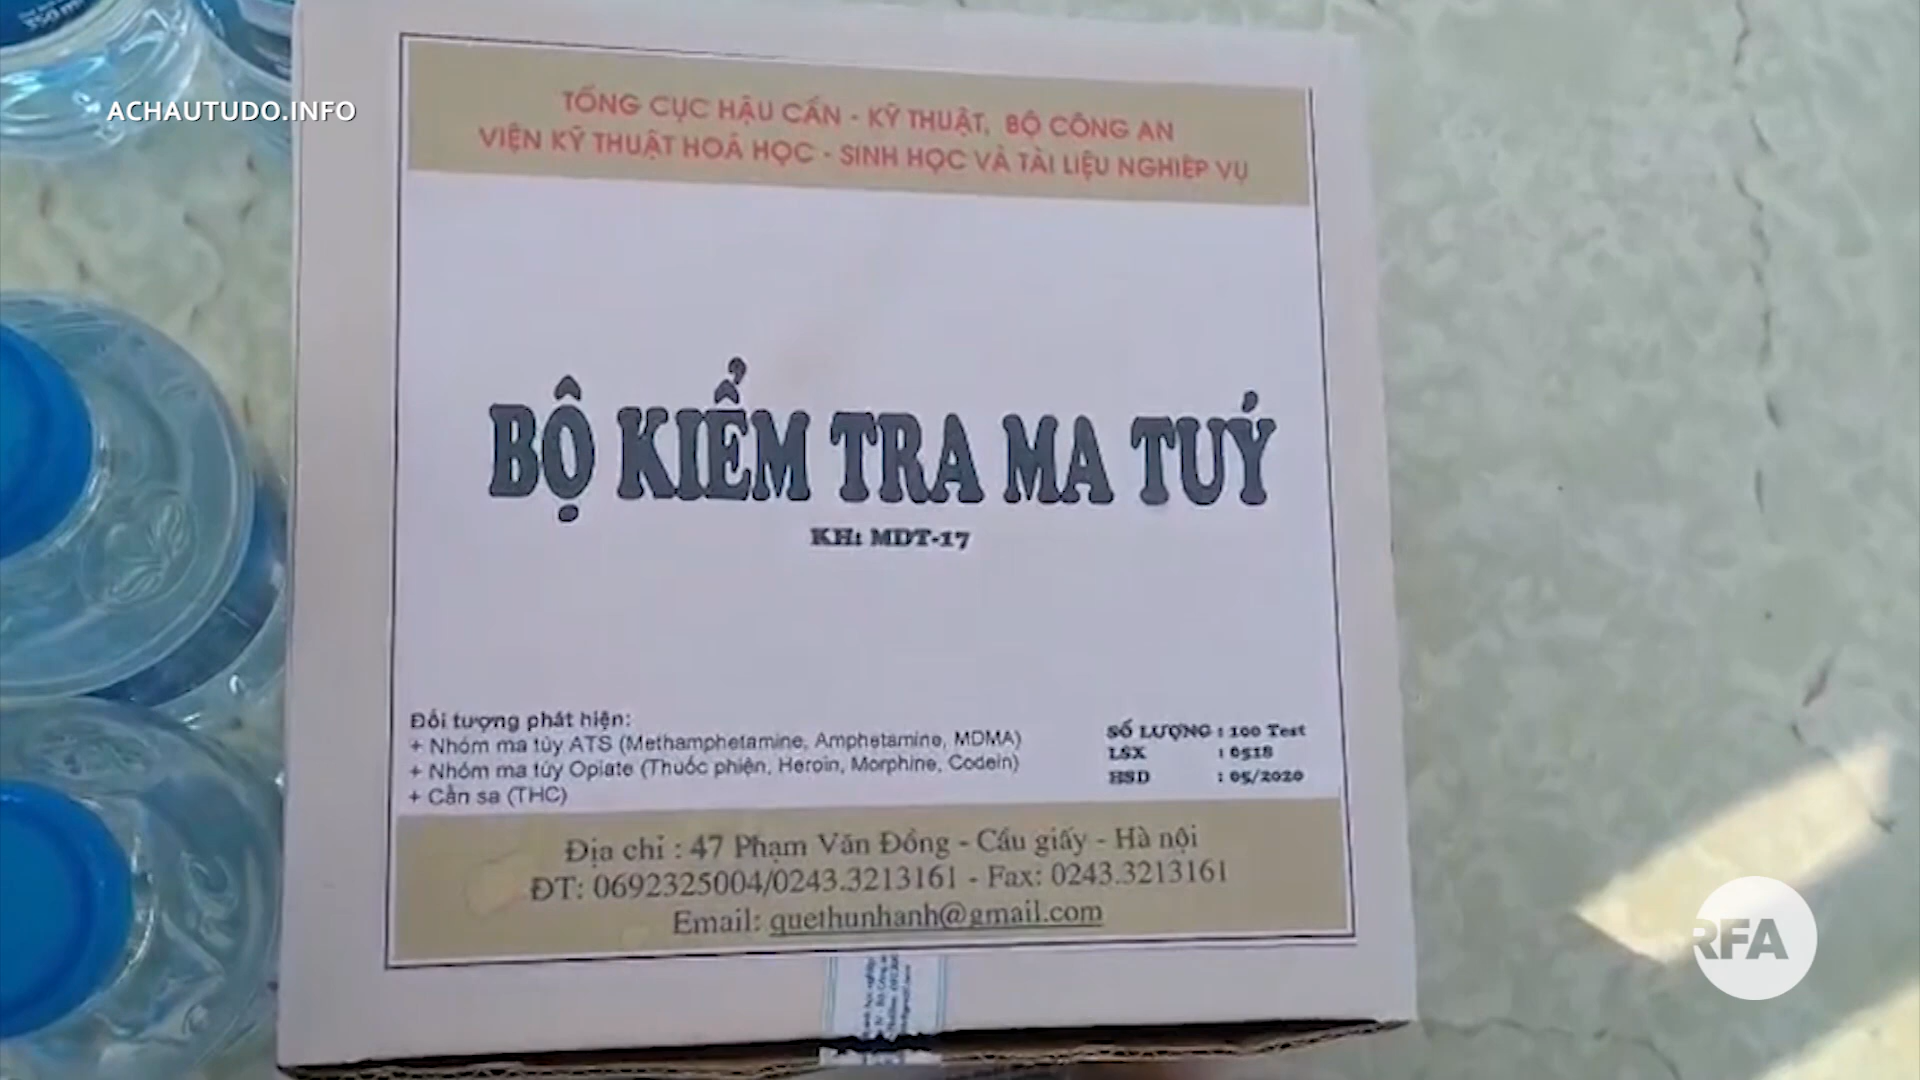 ACHAUTUDO.INFO
TỔNG CỤC HẬU CẦN - KỸ THUẬT, BỘ CÔNG AN
VIỆN KỸ THUẬT HOÁ HỌC - SINH HỌC VÀ TÀI LIỆU NGHIỆP VỤ
BỘ KIỂM TRA MA TUÝ
KH: MDT-17
Đối tượng phát hiện:
+ Nhóm ma túy ATS (Methamphetamine, Amphetamine, MDMA)
+ Nhóm ma túy Opiate (Thuốc phiện, Heroin, Morphine, Codein)
+ Cần sa (THC)
SỐ LƯỢNG : 100 Test
LSX : 0518
HSD : 05/2020
Địa chỉ : 47 Phạm Văn Đồng - Cầu giấy - Hà nội
ĐT: 0692325004/0243.3213161 - Fax: 0243.3213161
Email: quethunhanh@gmail.com
RFA